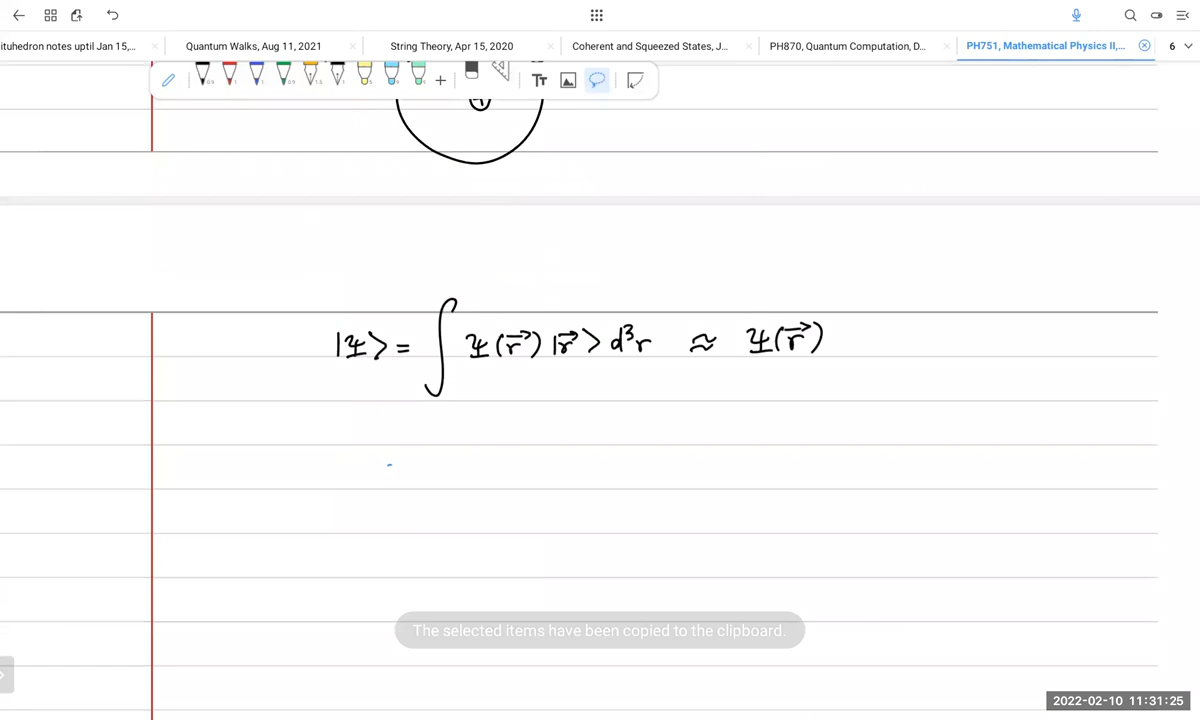 ituhedron notes uptil Jan 15,... Quantum Walks, Aug 11, 2021 String Theory, Apr 15, 2020 Coherent and Squeezed States, J... PH870, Quantum Computation, D... PH751, Mathematical Physics II,... 6
Tт
|Ψ> = ∫ Ψ(r⃗) |r⃗> d³r ≈ Ψ(r⃗)
The selected items have been copied to the clipboard.
2022-02-10 11:31:25